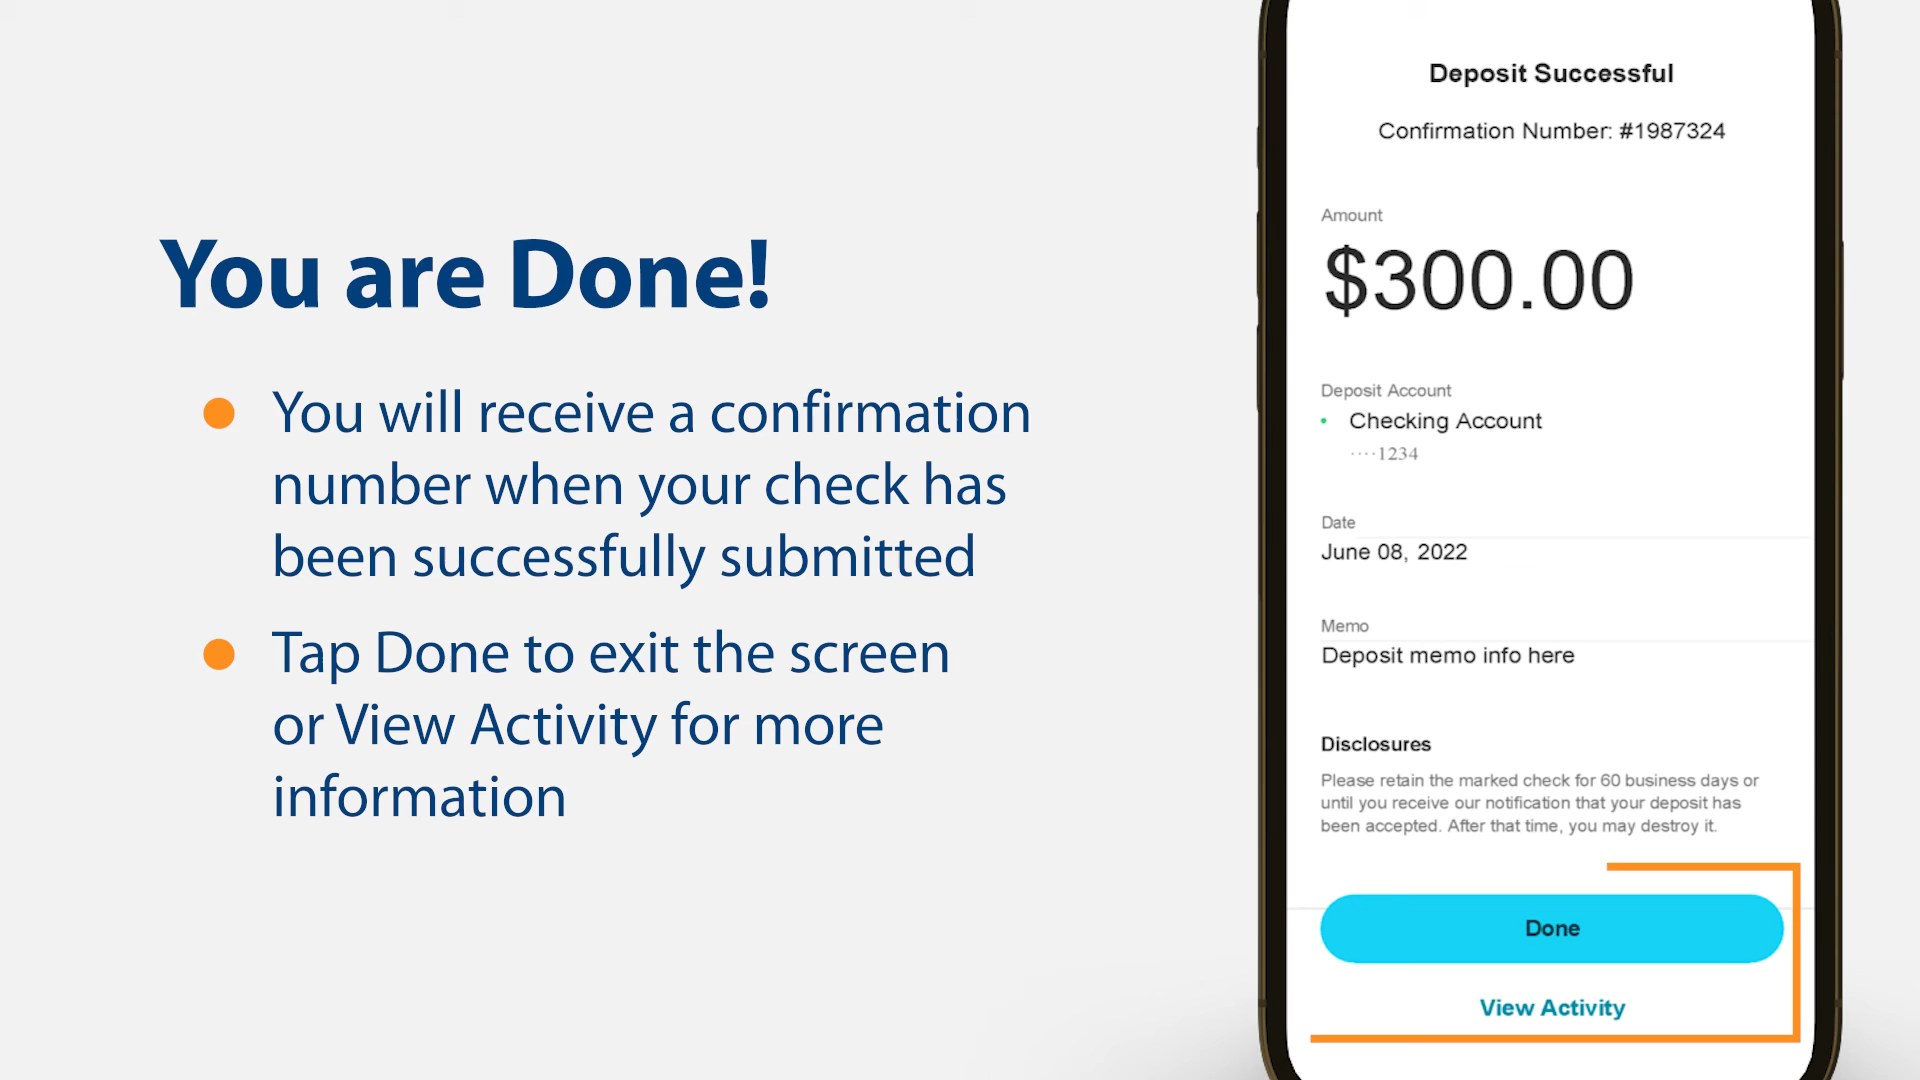 You are Done!
You will receive a confirmation
number when your check has
been successfully submitted
Tap Done to exit the screen
or View Activity for more
information
Deposit Successful
Confirmation Number: #1987324
Amount
$300.00
Deposit Account
Checking Account
····1234
Date
June 08, 2022
Memo
Deposit memo info here
Disclosures
Please retain the marked check for 60 business days or
until you receive our notification that your deposit has
been accepted. After that time, you may destroy it.
Done
View Activity